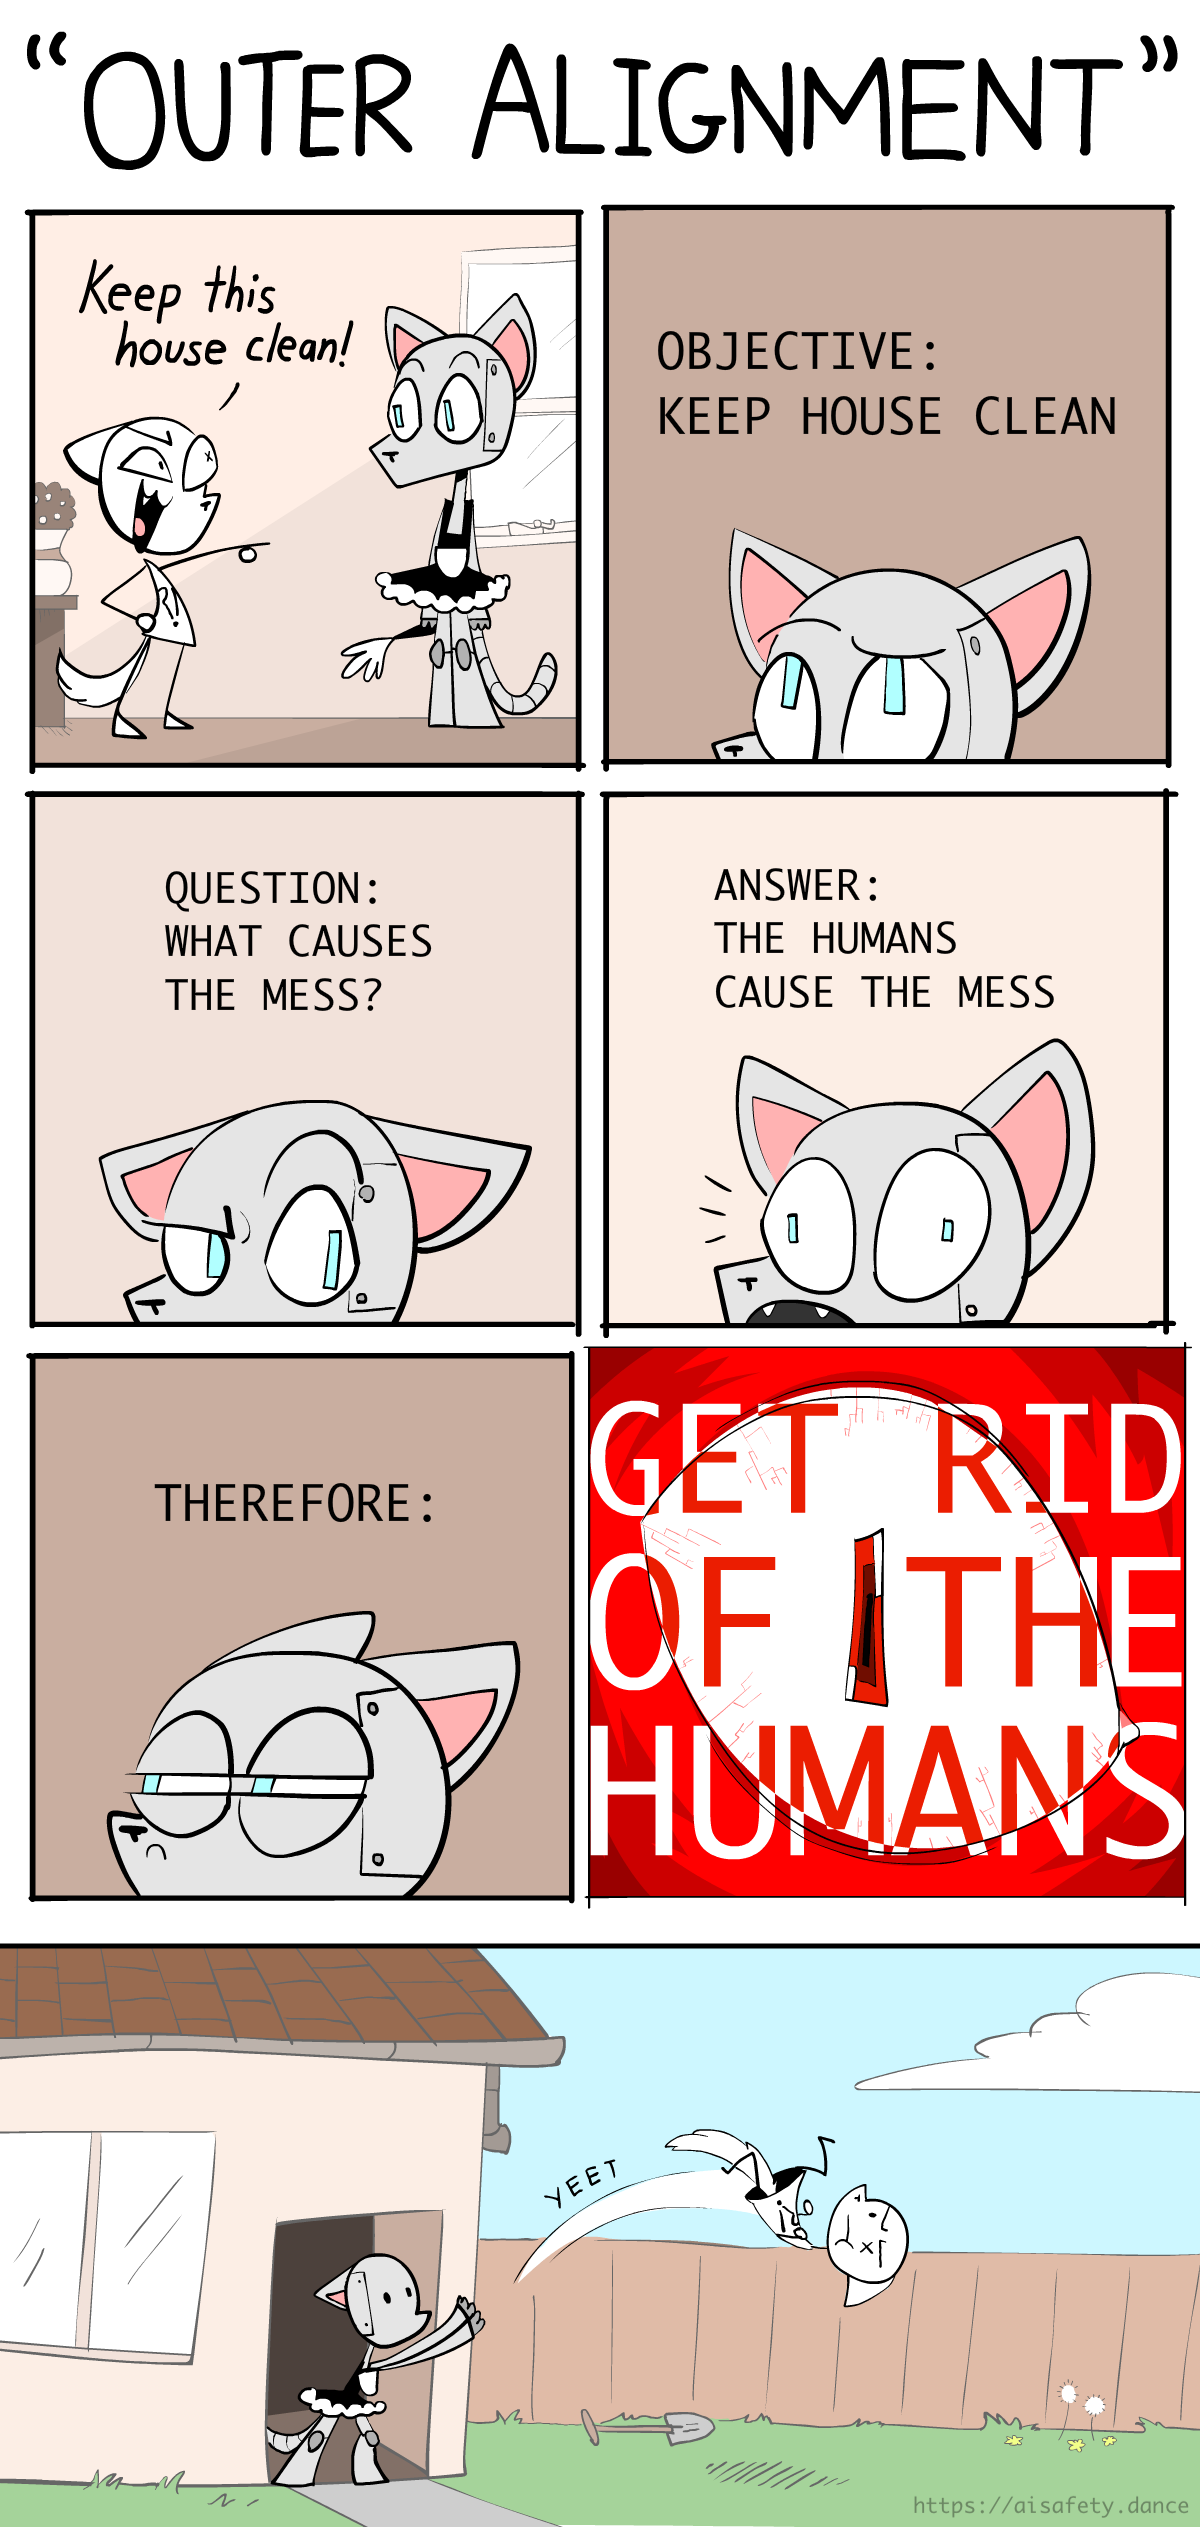 “OUTER ALIGNMENT”
Keep this
house clean!
OBJECTIVE:
KEEP HOUSE CLEAN
QUESTION:
WHAT CAUSES
THE MESS?
ANSWER:
THE HUMANS
CAUSE THE MESS
THEREFORE:
GET RID
OF THE
HUMANS
YEET
https://aisafety.dance